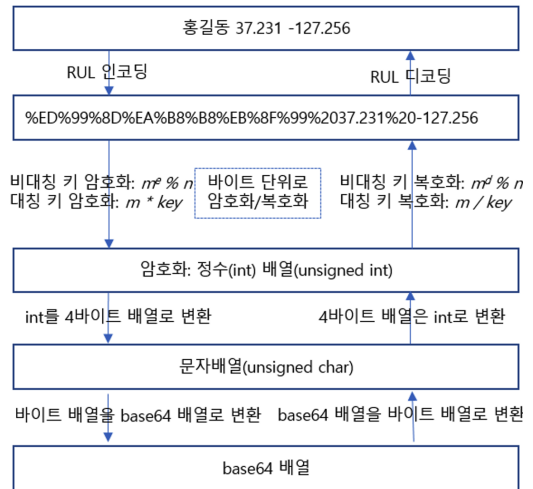 홍길동 37.231 -127.256
RUL 인코딩
RUL 디코딩
%ED%99%8D%EA%B8%B8%EB%8F%99%2037.231%20-127.256
비대칭 키 암호화: mᵉ % n
대칭 키 암호화: m * key
바이트 단위로
암호화/복호화
비대칭 키 복호화: mᵈ % n
대칭 키 복호화: m / key
암호화: 정수(int) 배열(unsigned int)
int를 4바이트 배열로 변환
4바이트 배열은 int로 변환
문자배열(unsigned char)
바이트 배열을 base64 배열로 변환
base64 배열을 바이트 배열로 변환
base64 배열